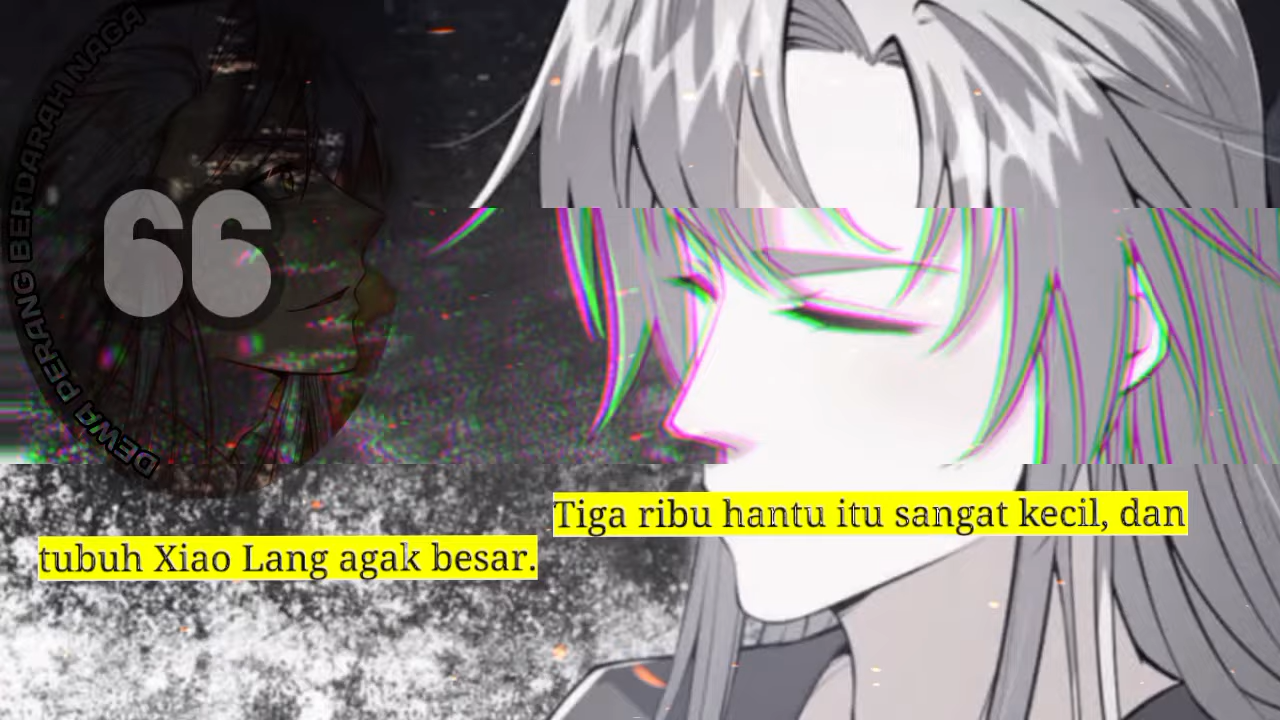 DEWA PERANG BERDARAH NAGA
66
Tiga ribu hantu itu sangat kecil, dan
tubuh Xiao Lang agak besar.